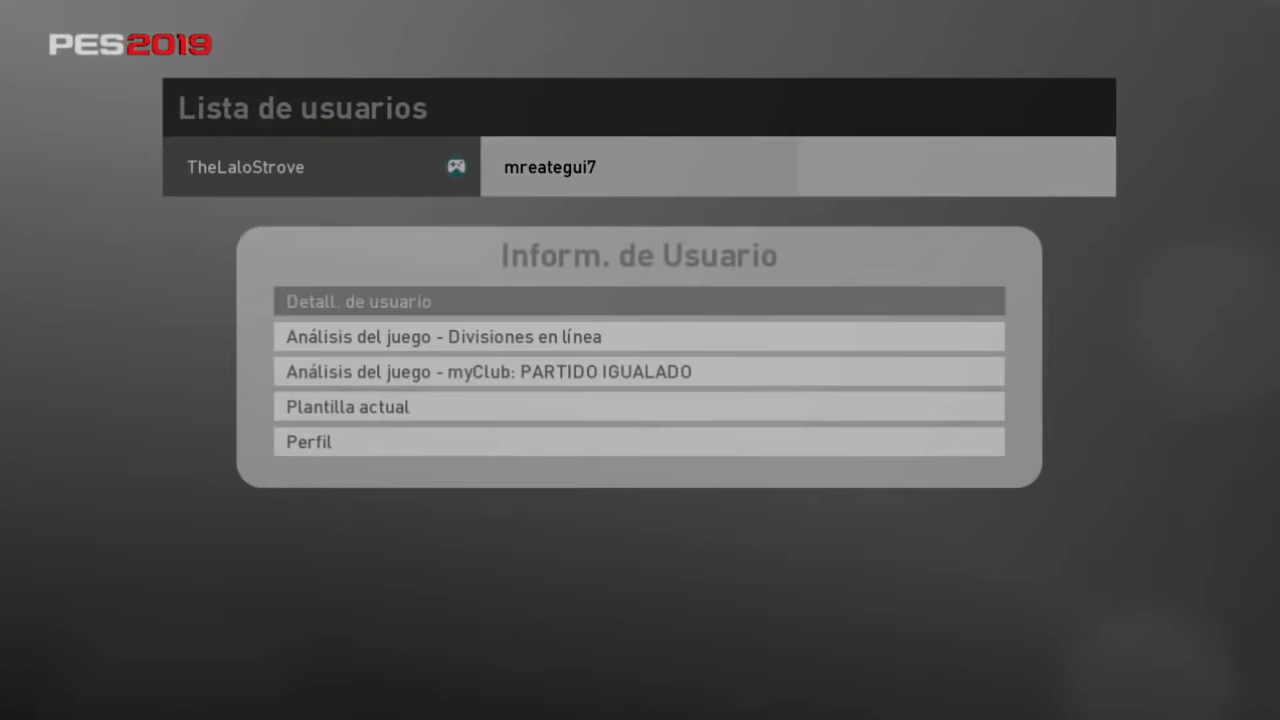 PES2019
Lista de usuarios
TheLaloStrove
mreategui7
Inform. de Usuario
Detall. de usuario
Análisis del juego - Divisiones en línea
Análisis del juego - myClub: PARTIDO IGUALADO
Plantilla actual
Perfil